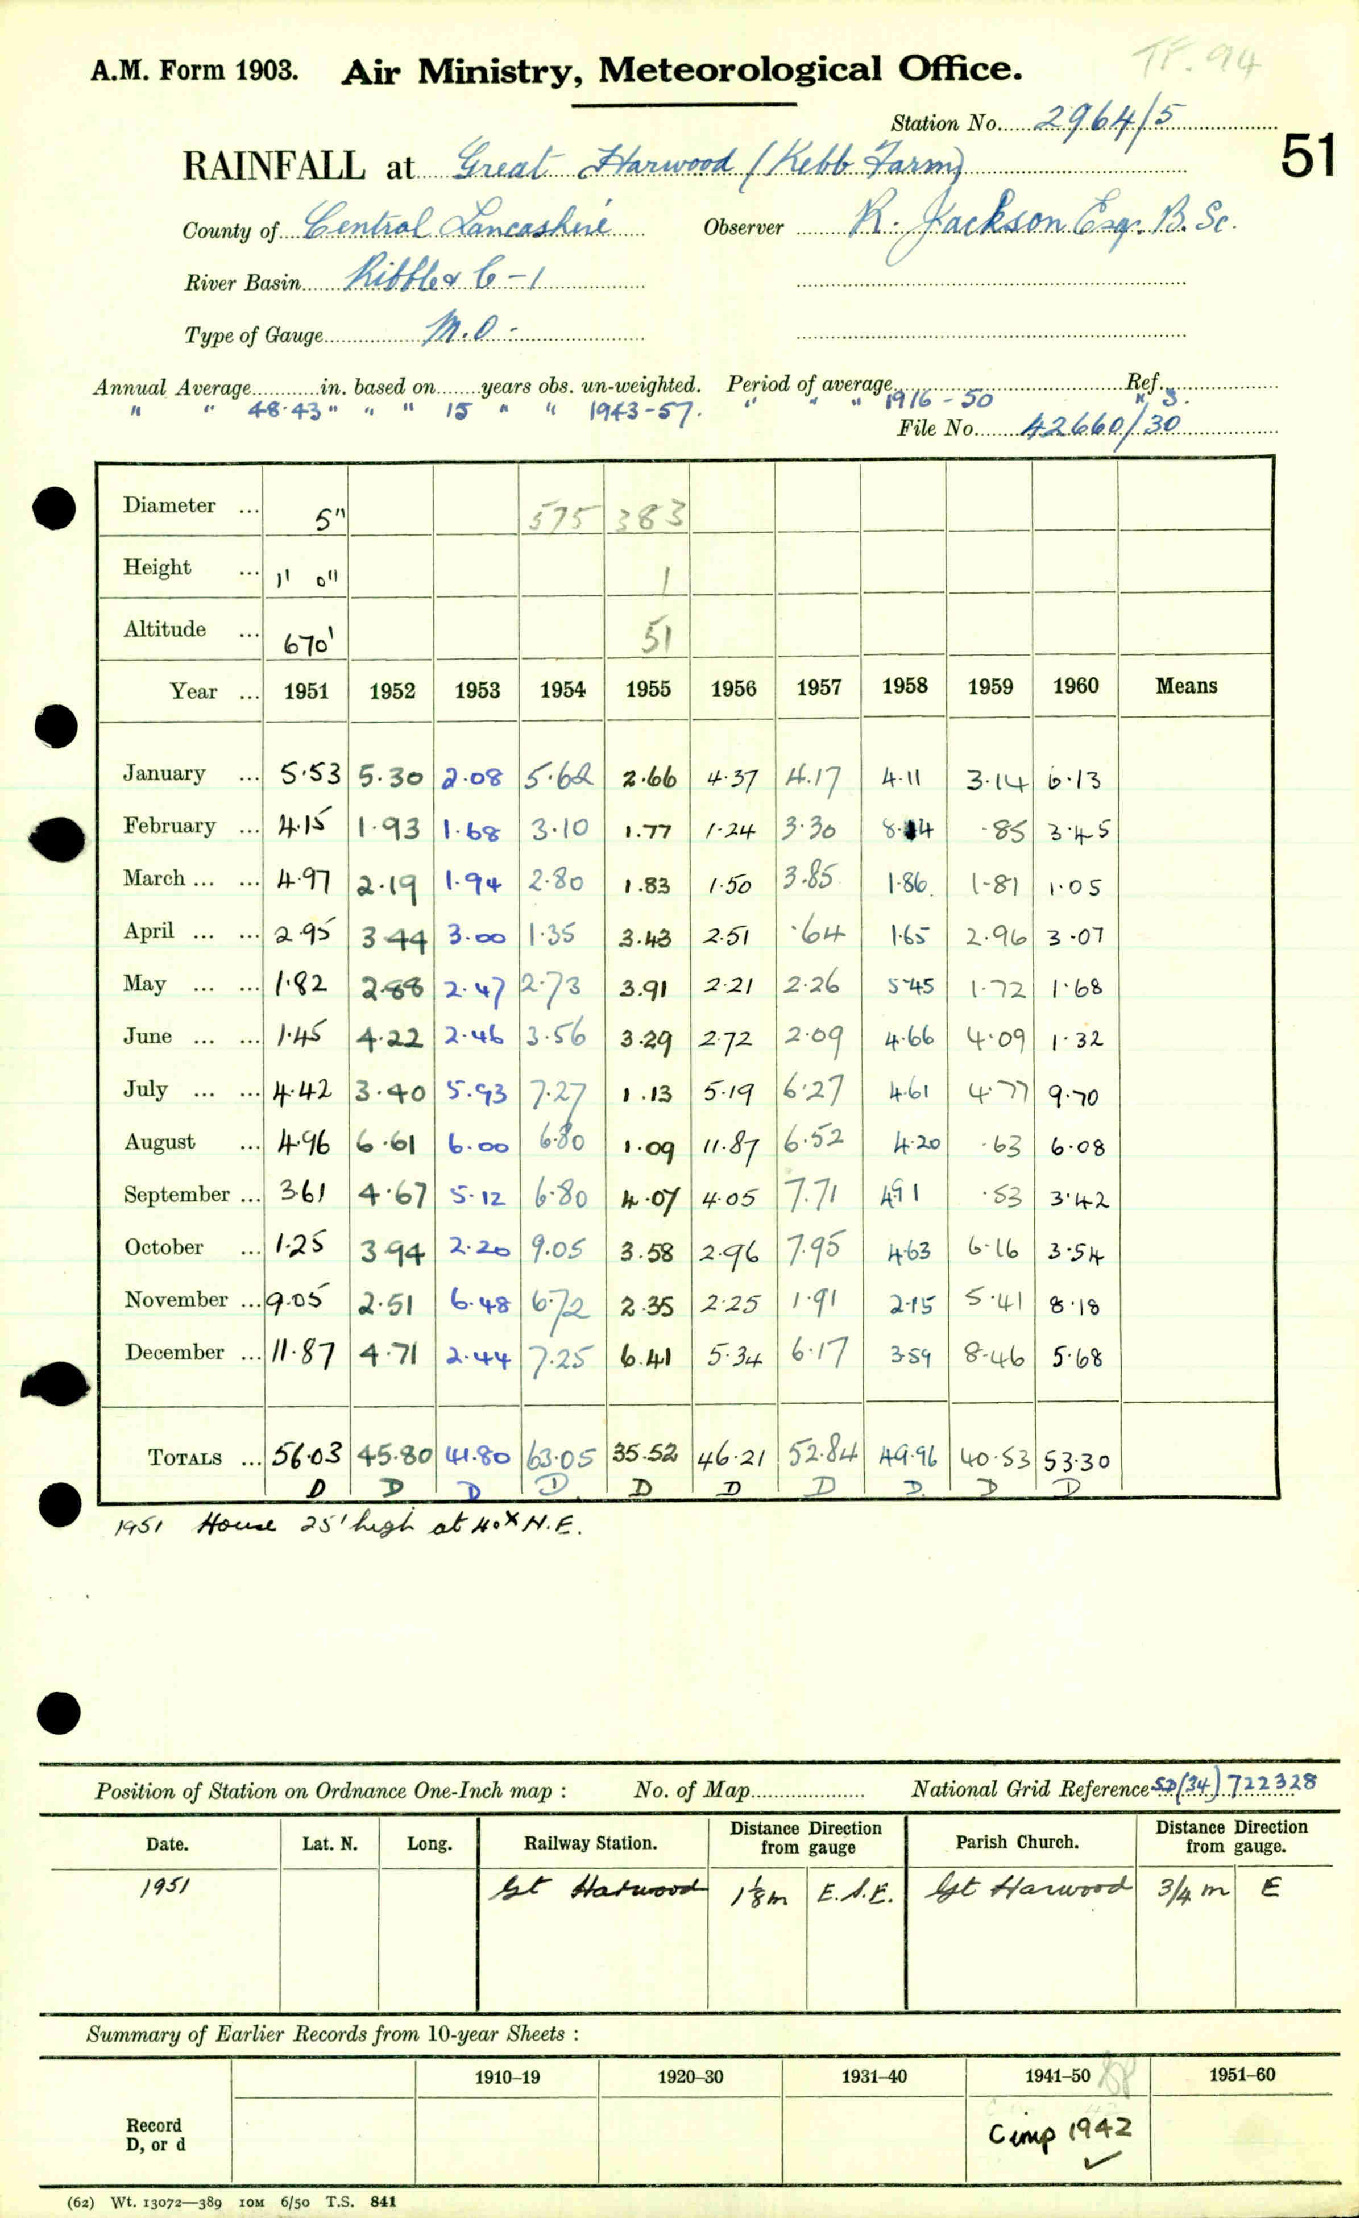 TF. 94
A.M. Form 1903. Air Ministry, Meteorological Office.
Station No. 2964/5
51
RAINFALL at Great Harwood (Kebb Farm)
County of Central Lancashire Observer R. Jackson Esq. B.Sc.
River Basin Ribble & C-1
Type of Gauge M.O.
Annual Average in. based on years obs. un-weighted. Period of average Ref.
" " 48.43 " " " 15 " " 1943-57. " " " 1916-50 " 3.
File No. 42660/30
Diameter ... 5" 575 383
Height ... 1' 0" 1
Altitude ... 670' 51
Year ... 1951 1952 1953 1954 1955 1956 1957 1958 1959 1960 Means
January ... 5.53 5.30 2.08 5.62 2.66 4.37 4.17 4.11 3.14 6.13
February ... 4.15 1.93 1.68 3.10 1.77 1.24 3.30 8.14 .85 3.45
March ... ... 4.97 2.19 1.94 2.80 1.83 1.50 3.85 1.86 1.81 1.05
April ... ... 2.95 3.44 3.00 1.35 3.43 2.51 .64 1.65 2.96 3.07
May ... ... 1.82 2.88 2.47 2.73 3.91 2.21 2.26 5.45 1.72 1.68
June ... ... 1.45 4.22 2.46 3.56 3.29 2.72 2.09 4.66 4.09 1.32
July ... ... 4.42 3.40 5.93 7.27 1.13 5.19 6.27 4.61 4.77 9.70
August ... 4.96 6.61 6.00 6.80 1.09 11.87 6.52 4.20 .63 6.08
September ... 3.61 4.67 5.12 6.80 4.07 4.05 7.71 4.91 .53 3.42
October ... 1.25 3.94 2.20 9.05 3.58 2.96 7.95 4.63 6.16 3.54
November ... 9.05 2.51 6.48 6.72 2.35 2.25 1.91 2.15 5.41 8.18
December ... 11.87 4.71 2.44 7.25 6.41 5.34 6.17 3.59 8.46 5.68
TOTALS ... 56.03 45.80 41.80 63.05 35.52 46.21 52.84 49.96 40.53 53.30
D D D D D D D D D D
1951 House 25' high at 40x N.E.
Position of Station on Ordnance One-Inch map : No. of Map National Grid Reference SD(34) 722328
Date. Lat. N. Long. Railway Station. Distance Direction from gauge Parish Church. Distance Direction from gauge.
1951 Gt Harwood 1⅛m E.S.E. Gt Harwood 3/4 m E
Summary of Earlier Records from 10-year Sheets :
1910–19 1920–30 1931–40 1941–50 1951–60
Record D, or d Comp 1942 ✓
(62) Wt. 13072—389 10M 6/50 T.S. 841